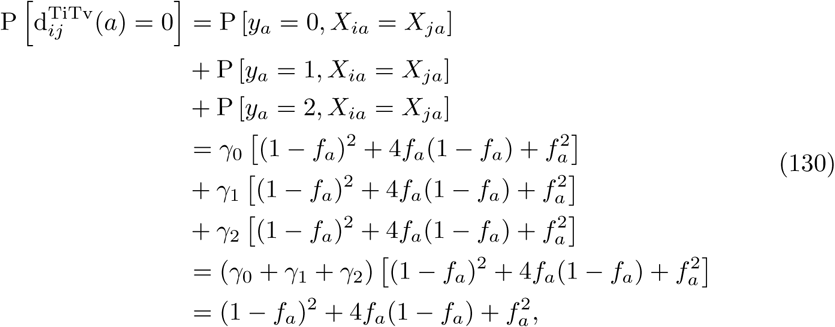 P [d_{ij}^{TiTv}(a) = 0] = P [y_a = 0, X_{ia} = X_{ja}]
+ P [y_a = 1, X_{ia} = X_{ja}]
+ P [y_a = 2, X_{ia} = X_{ja}]
= γ_0 [(1 − f_a)^2 + 4f_a(1 − f_a) + f_a^2]
+ γ_1 [(1 − f_a)^2 + 4f_a(1 − f_a) + f_a^2] (130)
+ γ_2 [(1 − f_a)^2 + 4f_a(1 − f_a) + f_a^2]
= (γ_0 + γ_1 + γ_2) [(1 − f_a)^2 + 4f_a(1 − f_a) + f_a^2]
= (1 − f_a)^2 + 4f_a(1 − f_a) + f_a^2,